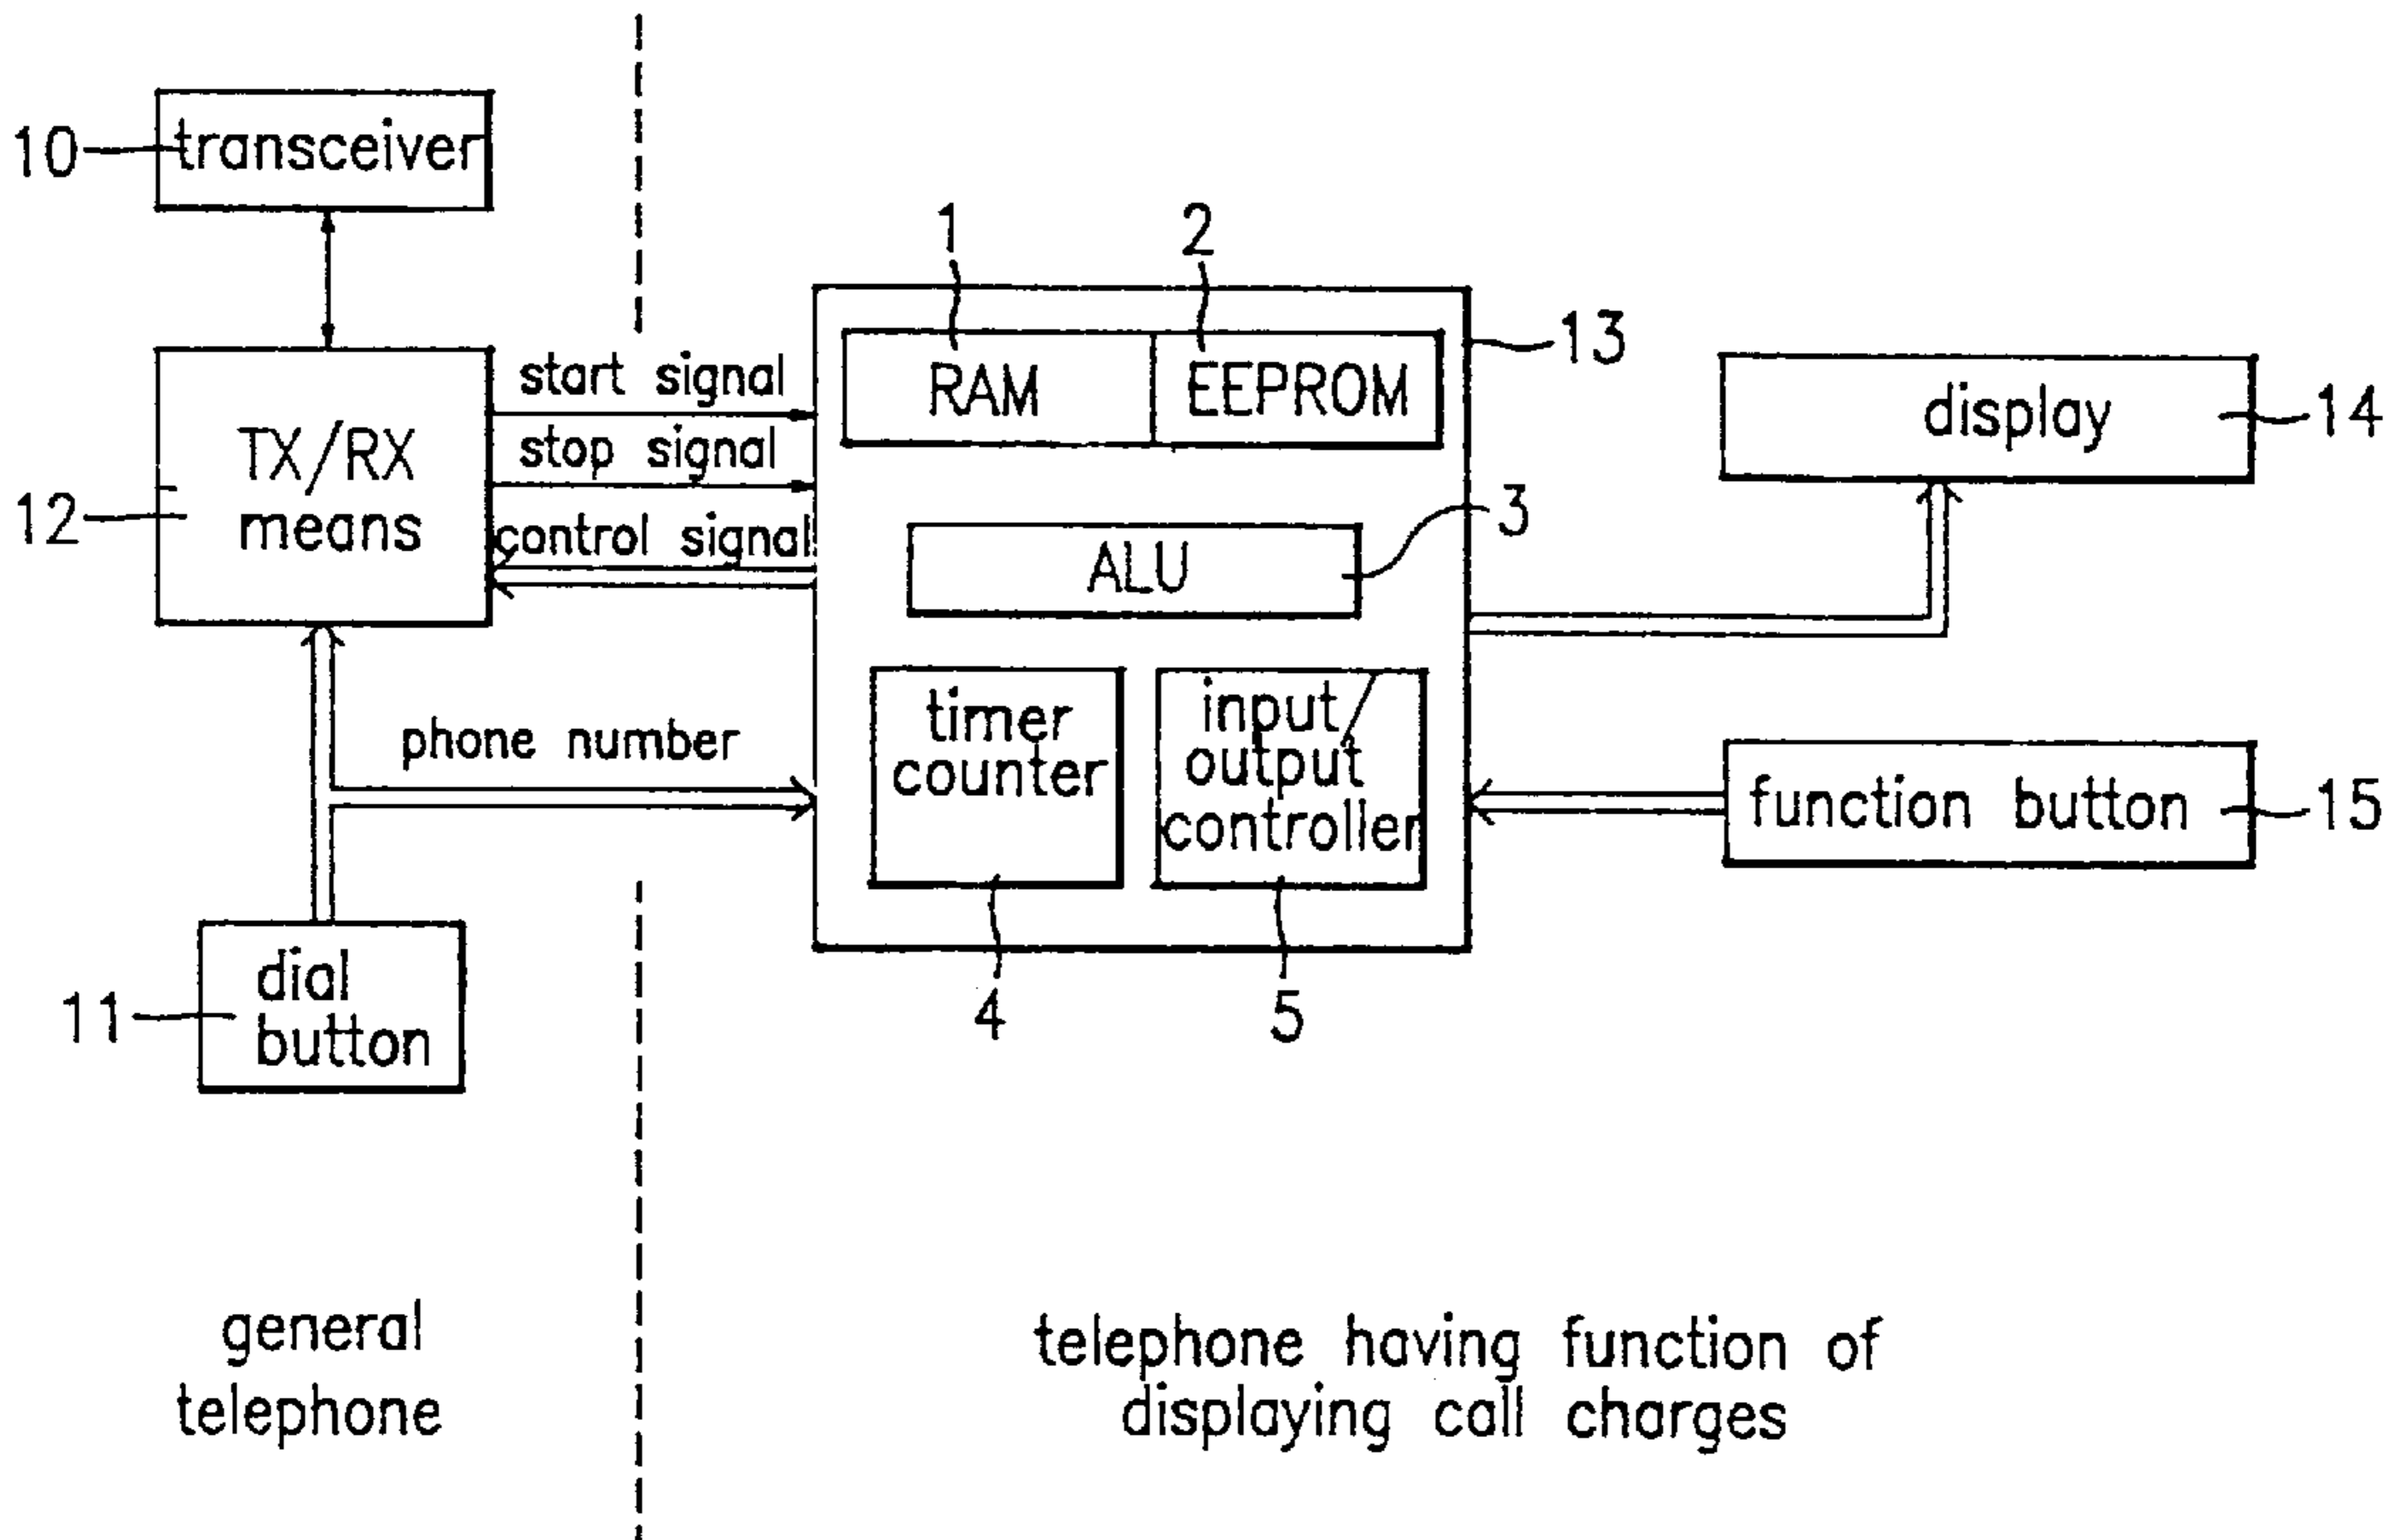 10
transceiver
12
TX/RX
means
start signal
stop signal
control signal
phone number
11
dial
button
1
2
13
RAM
EEPROM
3
ALU
timer
counter
input/
output
controller
4
5
display
14
function button
15
general
telephone
telephone having function of
displaying call charges